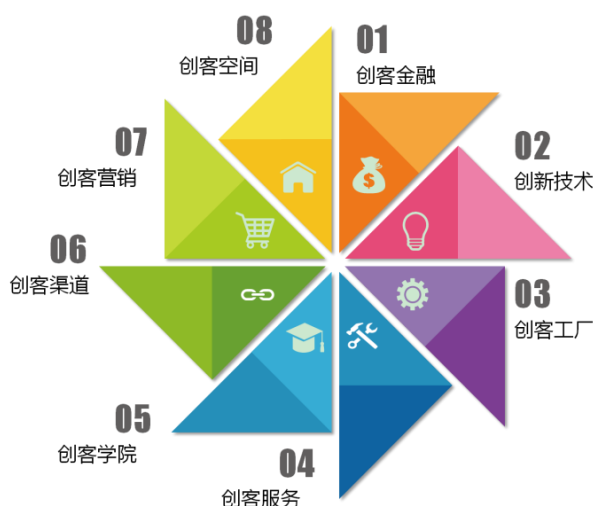 01
创客金融
02
创新技术
03
创客工厂
04
创客服务
05
创客学院
06
创客渠道
07
创客营销
08
创客空间
$